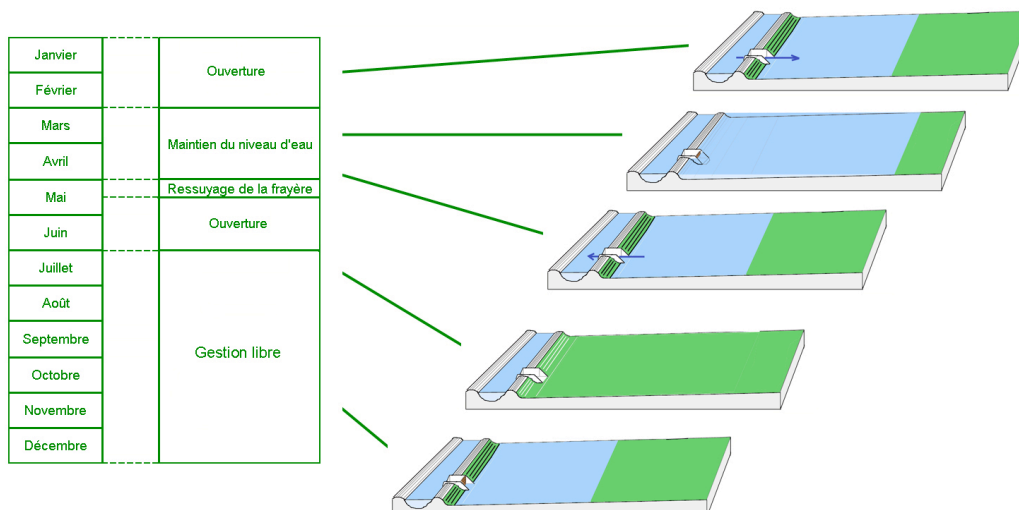 Janvier
Février
Ouverture
Mars
Avril
Maintien du niveau d'eau
Mai
Ressuyage de la frayère
Juin
Ouverture
Juillet
Août
Septembre
Octobre
Novembre
Décembre
Gestion libre